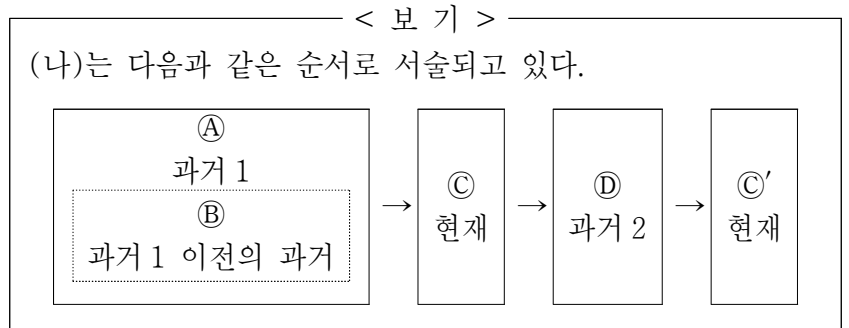 < 보 기 >
(나)는 다음과 같은 순서로 서술되고 있다.
Ⓐ
과거 1
Ⓑ
과거 1 이전의 과거
→
Ⓒ
현재
→
Ⓓ
과거 2
→
Ⓒ′
현재